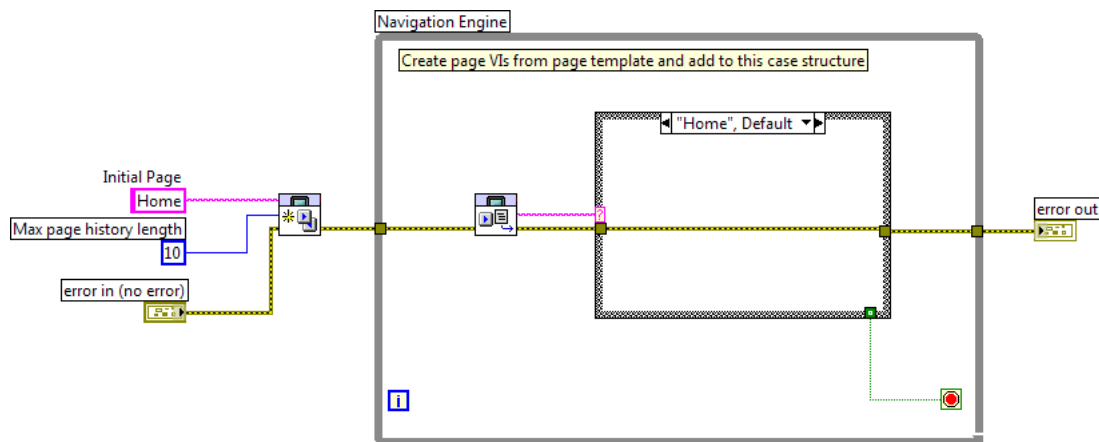 Navigation Engine
Create page VIs from page template and add to this case structure
"Home", Default
Initial Page
Home
Max page history length
10
error in (no error)
?
error out
i